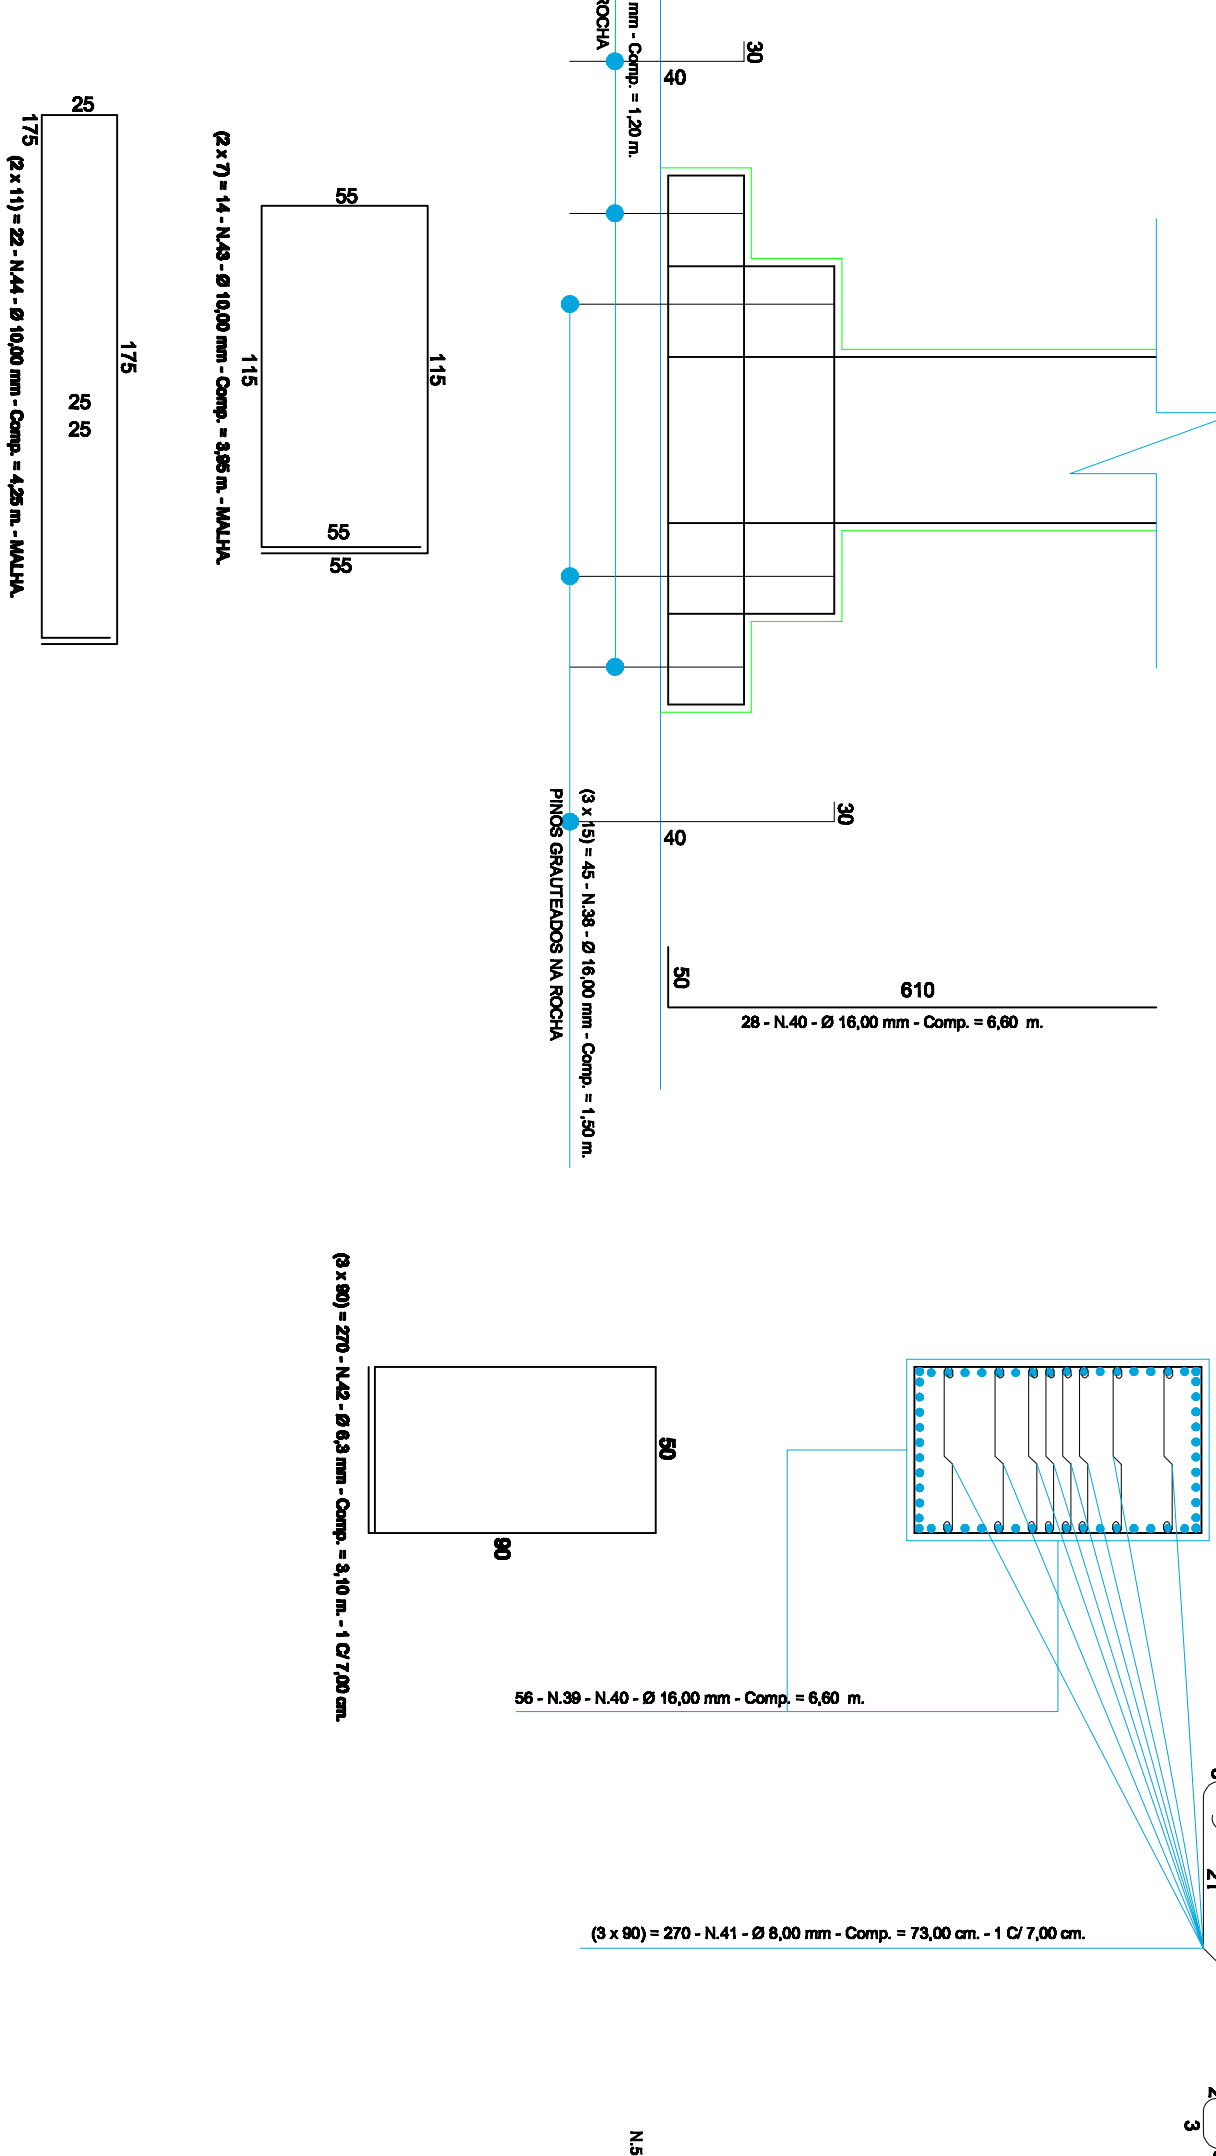 mm - Comp. = 1,20 m.
ROCHA
30
40
25
175
175
25
25
(2 x 11) = 22 - N.44 - Ø 10,00 mm - Comp. = 4,25 m. - MALHA.
55
115
115
55
55
(2 x 7) = 14 - N.43 - Ø 10,00 mm - Comp. = 3,95 m. - MALHA.
30
40
(3 x 15) = 45 - N.38 - Ø 16,00 mm - Comp. = 1,50 m.
PINOS GRAUTEADOS NA ROCHA
50
610
28 - N.40 - Ø 16,00 mm - Comp. = 6,60 m.
50
90
(3 x 90) = 270 - N.42 - Ø 6,3 mm - Comp. = 3,10 m. - 1 C/ 7,00 cm.
56 - N.39 - N.40 - Ø 16,00 mm - Comp. = 6,60 m.
21
(3 x 90) = 270 - N.41 - Ø 8,00 mm - Comp. = 73,00 cm. - 1 C/ 7,00 cm.
3
N.5